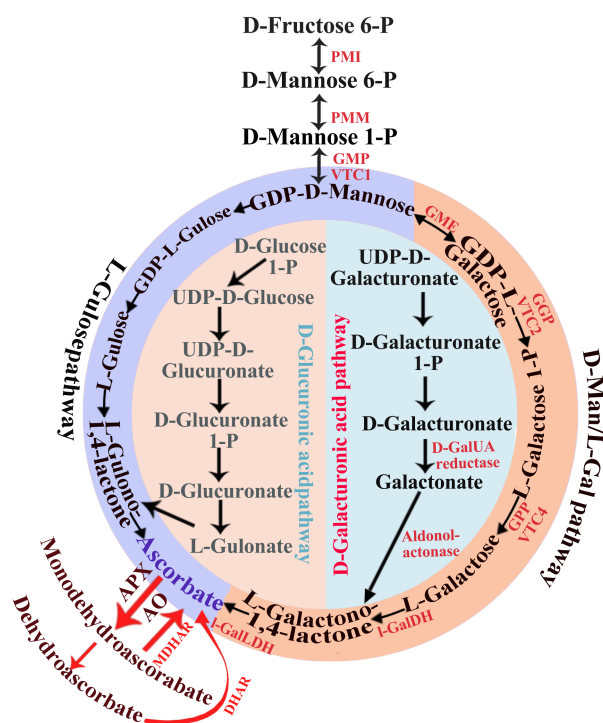 D-Fructose 6-P
PMI
D-Mannose 6-P
PMM
D-Mannose 1-P
GMP
VTC1
GDP-D-Mannose
GME
GDP-L-
Galactose
GGP
VTC2
L-Galactose 1-P
GPP
VTC4
L-Galactose
l-GalDH
L-Galactono-
1,4-lactone
l-GalLDH
D-Man/L-Gal pathway
GDP-L-Gulose
L-Gulose
L-Gulono-
1,4-lactone
L-Gulosepathway
D-Glucose
1-P
UDP-D-Glucose
UDP-D-
Glucuronate
D-Glucuronate
1-P
D-Glucuronate
L-Gulonate
D-Glucuronic acidpathway
D-Galacturonic acid pathway
UDP-D-
Galacturonate
D-Galacturonate
1-P
D-Galacturonate
D-GalUA
reductase
Galactonate
Aldonol-
actonase
Ascorbate
APX
AO
Monodehydroascorabate
MDHAR
Dehydroascorbate
DHAR